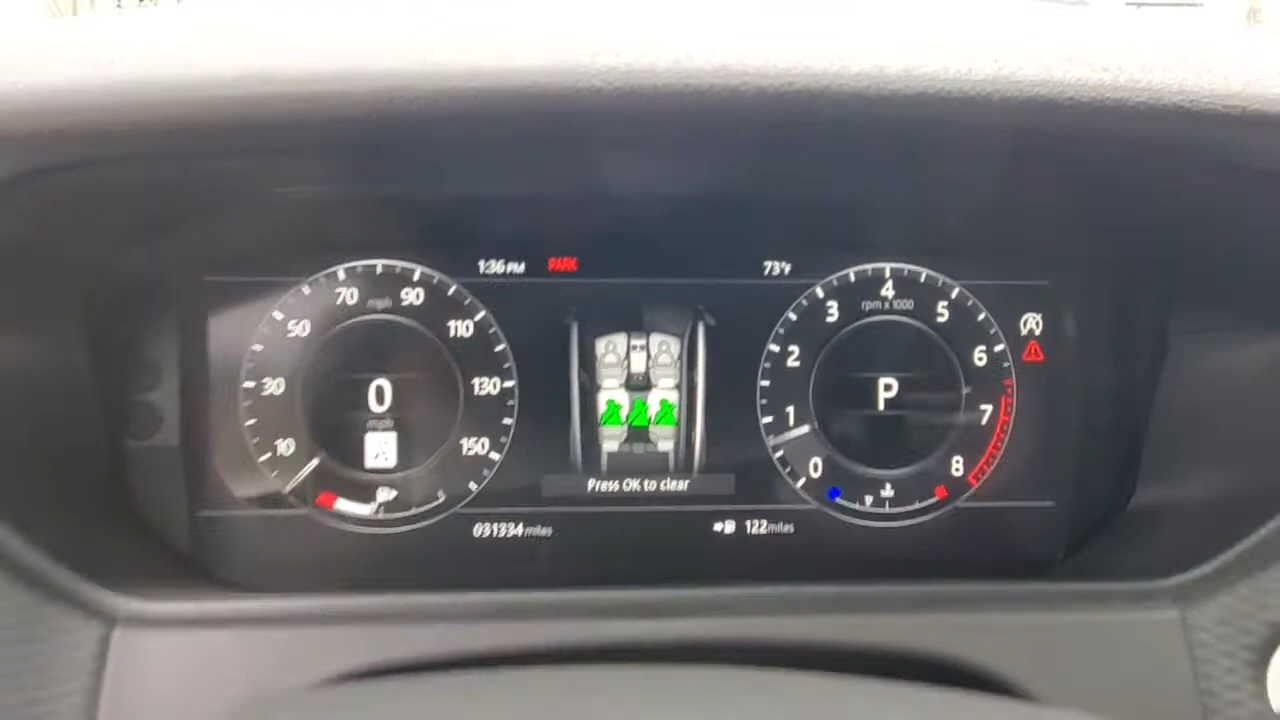 1:36 PM PARK 73°F
70 mph 90
50 110
30 130
10 150
0
mph
4
rpm x 1000
3 5
2 6
1 7
0 8
P
Press OK to clear
031334 miles
122 miles